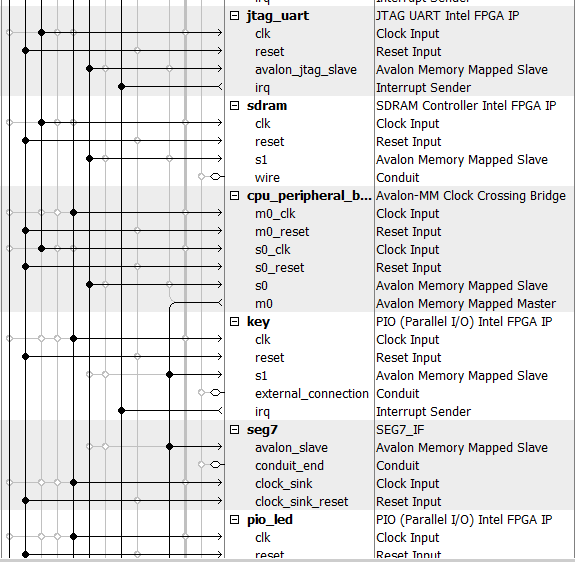 irq Interrupt Sender
jtag_uart JTAG UART Intel FPGA IP
clk Clock Input
reset Reset Input
avalon_jtag_slave Avalon Memory Mapped Slave
irq Interrupt Sender
sdram SDRAM Controller Intel FPGA IP
clk Clock Input
reset Reset Input
s1 Avalon Memory Mapped Slave
wire Conduit
cpu_peripheral_b... Avalon-MM Clock Crossing Bridge
m0_clk Clock Input
m0_reset Reset Input
s0_clk Clock Input
s0_reset Reset Input
s0 Avalon Memory Mapped Slave
m0 Avalon Memory Mapped Master
key PIO (Parallel I/O) Intel FPGA IP
clk Clock Input
reset Reset Input
s1 Avalon Memory Mapped Slave
external_connection Conduit
irq Interrupt Sender
seg7 SEG7_IF
avalon_slave Avalon Memory Mapped Slave
conduit_end Conduit
clock_sink Clock Input
clock_sink_reset Reset Input
pio_led PIO (Parallel I/O) Intel FPGA IP
clk Clock Input
reset Reset Input